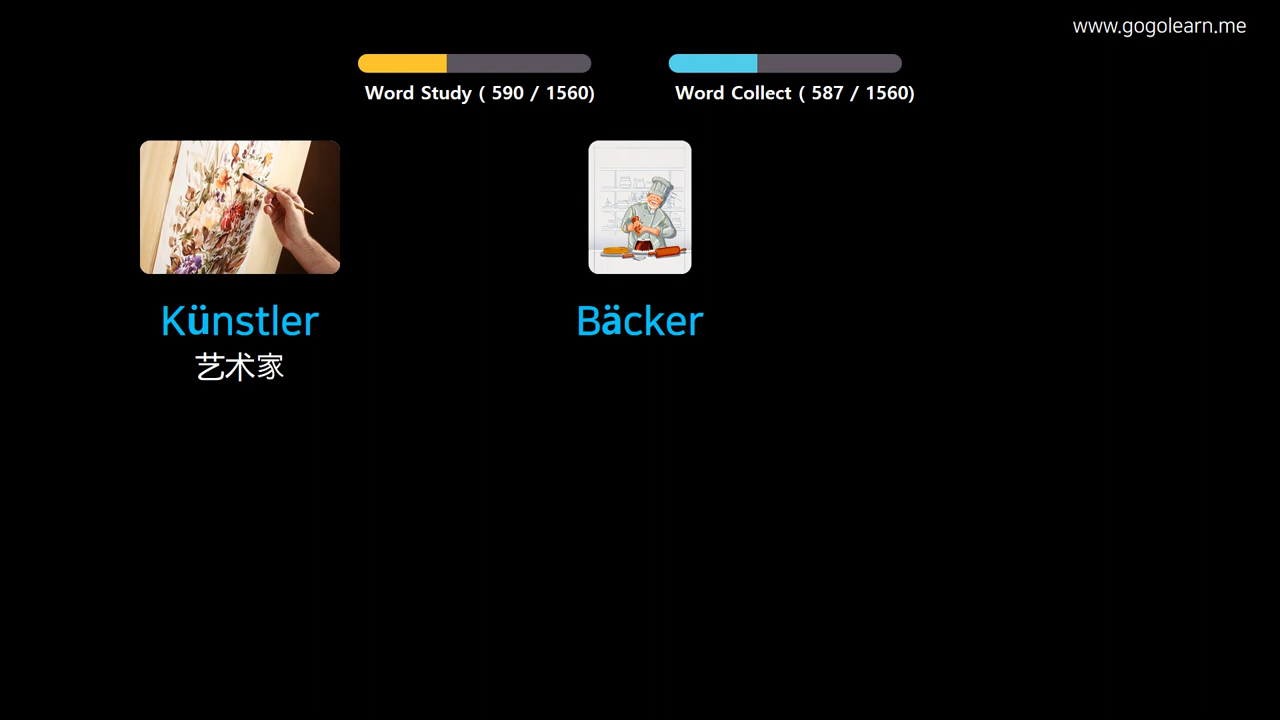 www.gogolearn.me
Word Study ( 590 / 1560)
Word Collect ( 587 / 1560)
Künstler
艺术家
Bäcker